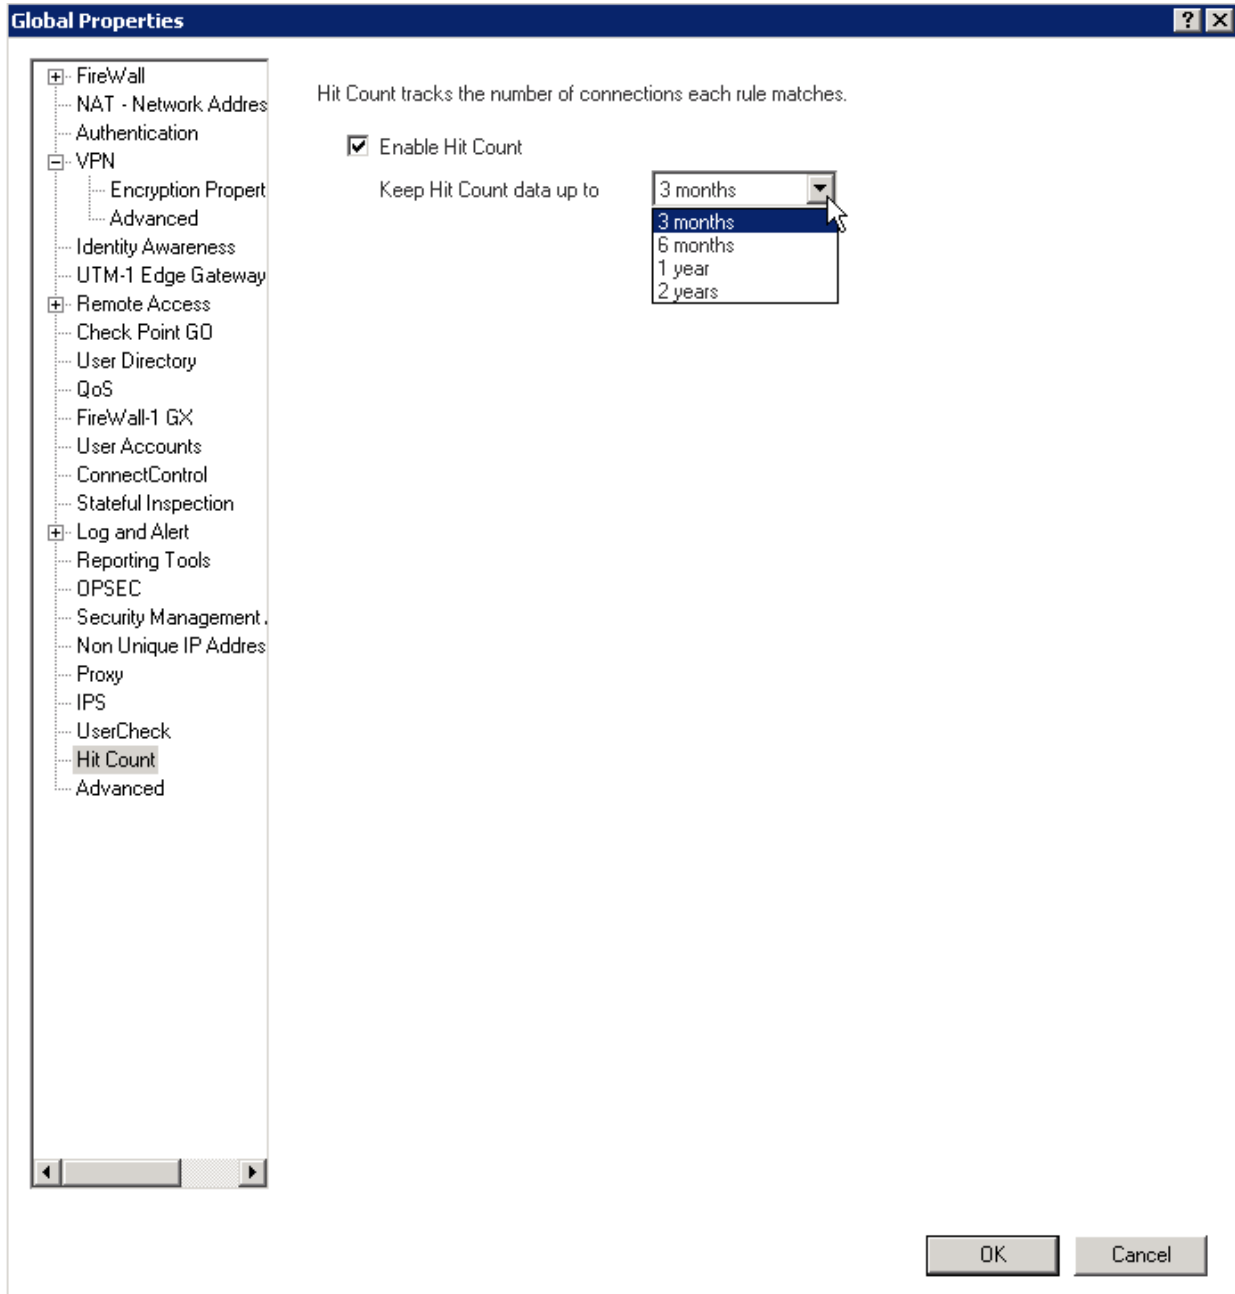 Global Properties
FireWall
NAT - Network Addres
Authentication
VPN
Encryption Propert
Advanced
Identity Awareness
UTM-1 Edge Gateway
Remote Access
Check Point GO
User Directory
QoS
FireWall-1 GX
User Accounts
ConnectControl
Stateful Inspection
Log and Alert
Reporting Tools
OPSEC
Security Management
Non Unique IP Addres
Proxy
IPS
UserCheck
Hit Count
Advanced
Hit Count tracks the number of connections each rule matches.
Enable Hit Count
Keep Hit Count data up to
3 months
3 months
6 months
1 year
2 years
OK
Cancel